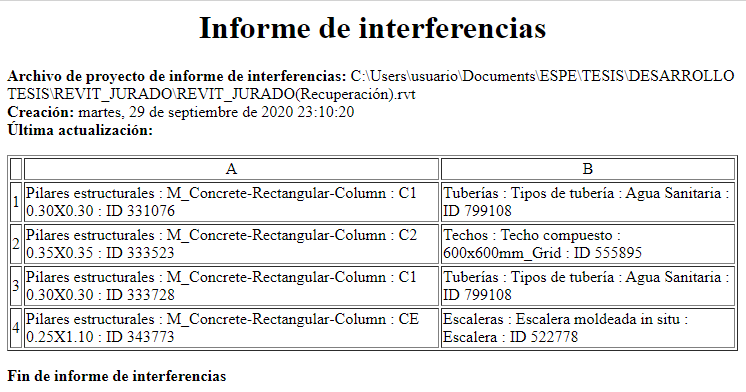 Informe de interferencias
Archivo de proyecto de informe de interferencias: C:\Users\usuario\Documents\ESPE\TESIS\DESARROLLO
TESIS\REVIT_JURADO\REVIT_JURADO(Recuperación).rvt
Creación: martes, 29 de septiembre de 2020 23:10:20
Última actualización:
A B
1 Pilares estructurales : M_Concrete-Rectangular-Column : C1 Tuberías : Tipos de tubería : Agua Sanitaria :
0.30X0.30 : ID 331076 ID 799108
2 Pilares estructurales : M_Concrete-Rectangular-Column : C2 Techos : Techo compuesto :
0.35X0.35 : ID 333523 600x600mm_Grid : ID 555895
3 Pilares estructurales : M_Concrete-Rectangular-Column : C1 Tuberías : Tipos de tubería : Agua Sanitaria :
0.30X0.30 : ID 333728 ID 799108
4 Pilares estructurales : M_Concrete-Rectangular-Column : CE Escaleras : Escalera moldeada in situ :
0.25X1.10 : ID 343773 Escalera : ID 522778
Fin de informe de interferencias